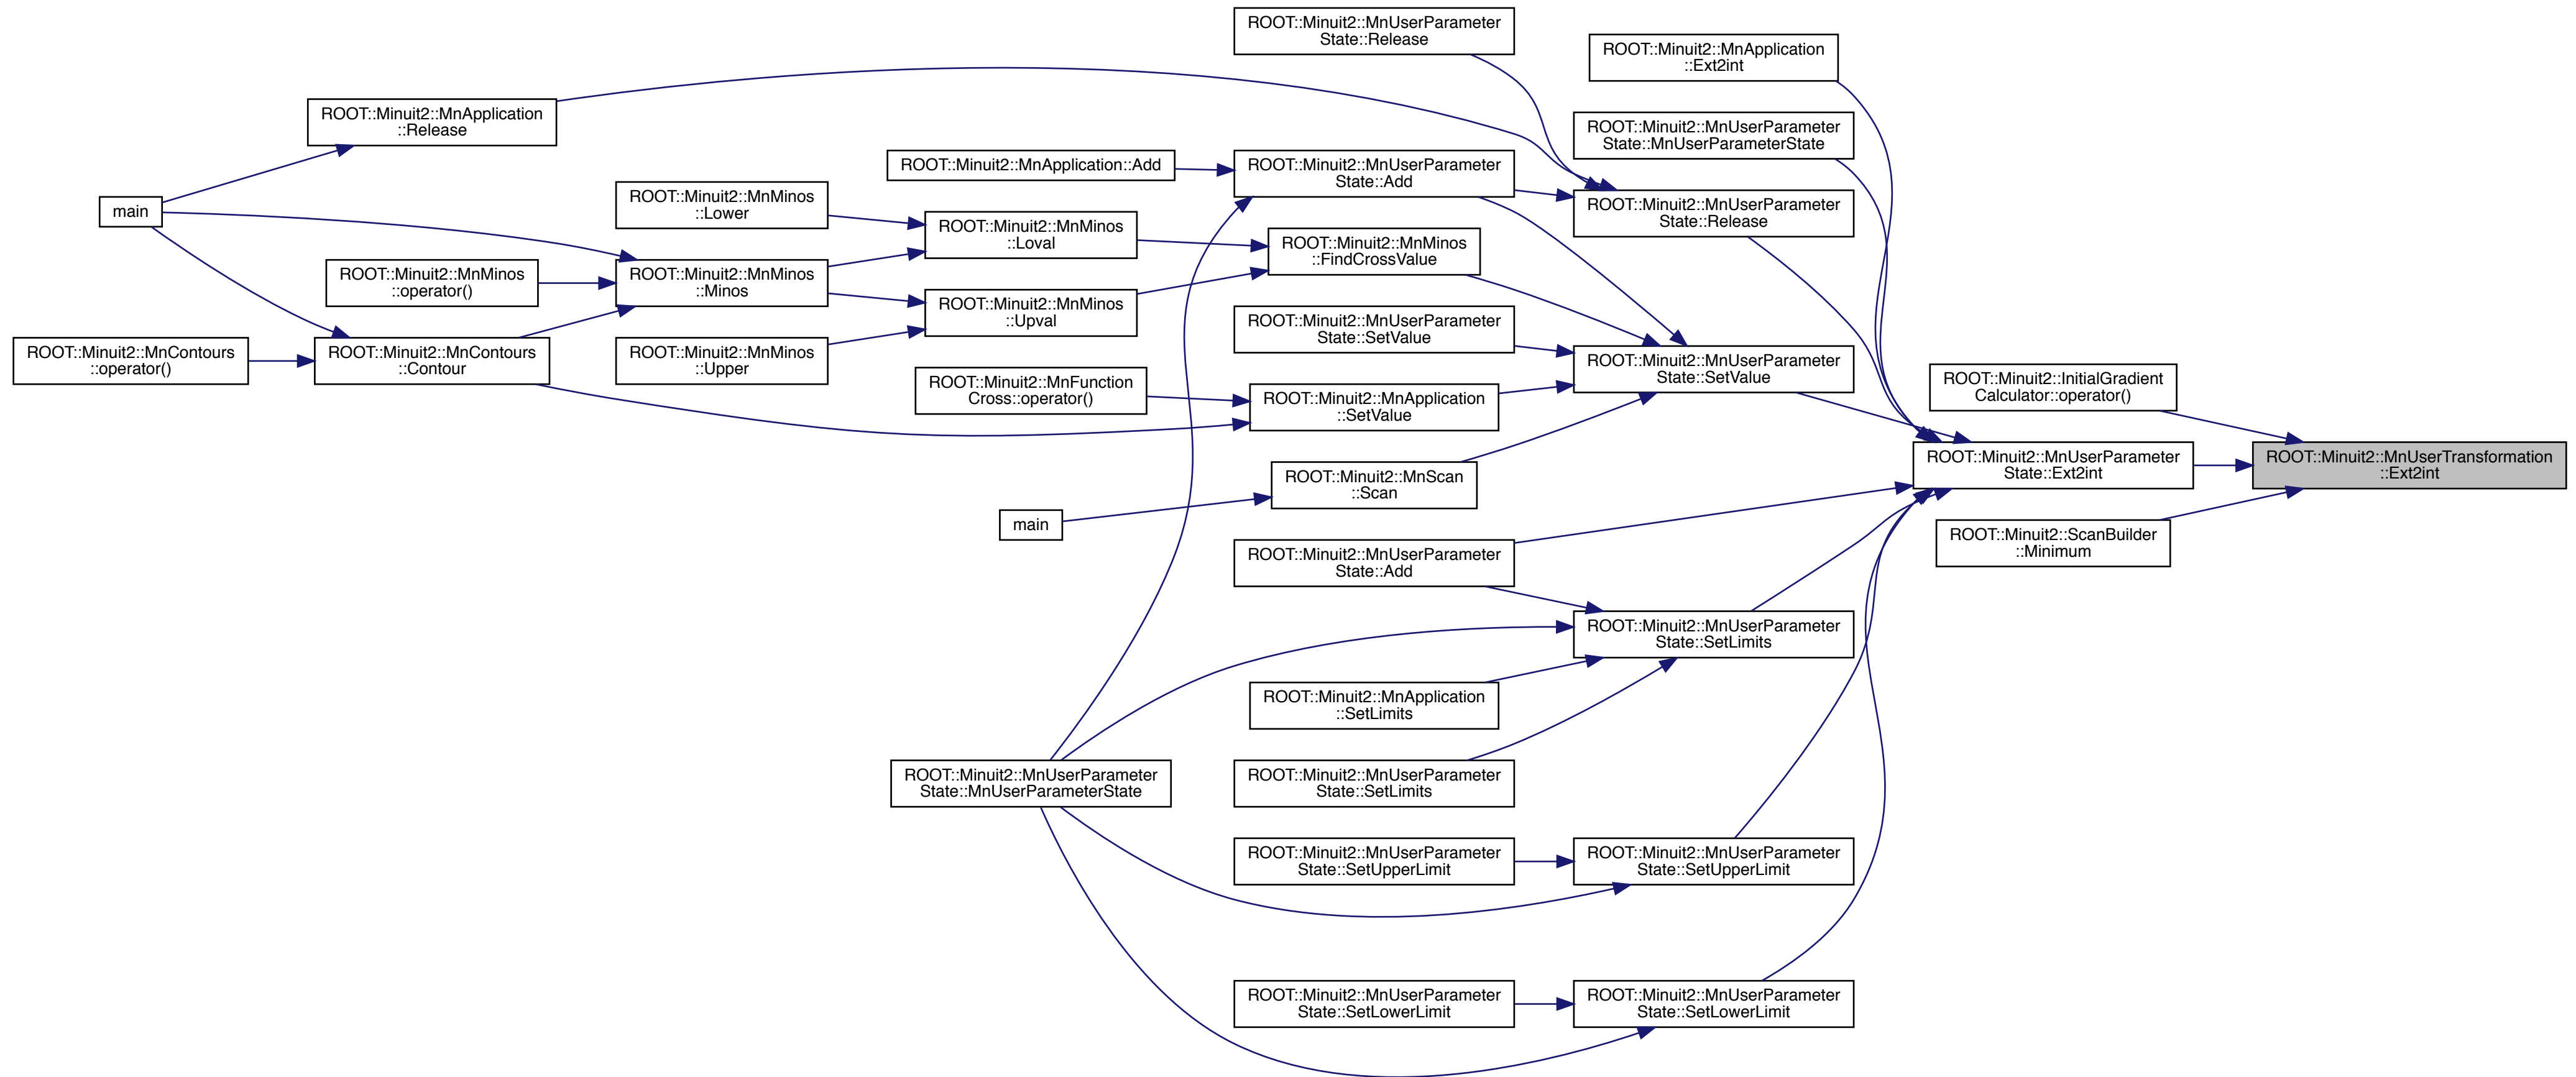 ROOT::Minuit2::MnUserParameter
State::Release
ROOT::Minuit2::MnApplication
::Ext2int
ROOT::Minuit2::MnApplication
::Release
ROOT::Minuit2::MnUserParameter
State::MnUserParameterState
ROOT::Minuit2::MnApplication::Add
ROOT::Minuit2::MnUserParameter
State::Add
ROOT::Minuit2::MnUserParameter
State::Release
main
ROOT::Minuit2::MnMinos
::Lower
ROOT::Minuit2::MnMinos
::Loval
ROOT::Minuit2::MnMinos
::FindCrossValue
ROOT::Minuit2::MnMinos
::operator()
ROOT::Minuit2::MnMinos
::Minos
ROOT::Minuit2::MnMinos
::Upval
ROOT::Minuit2::MnUserParameter
State::SetValue
ROOT::Minuit2::MnContours
::operator()
ROOT::Minuit2::MnContours
::Contour
ROOT::Minuit2::MnMinos
::Upper
ROOT::Minuit2::MnUserParameter
State::SetValue
ROOT::Minuit2::MnFunction
Cross::operator()
ROOT::Minuit2::MnApplication
::SetValue
ROOT::Minuit2::InitialGradient
Calculator::operator()
ROOT::Minuit2::MnUserParameter
State::Ext2int
ROOT::Minuit2::MnUserTransformation
::Ext2int
ROOT::Minuit2::MnScan
::Scan
main
ROOT::Minuit2::ScanBuilder
::Minimum
ROOT::Minuit2::MnUserParameter
State::Add
ROOT::Minuit2::MnUserParameter
State::SetLimits
ROOT::Minuit2::MnApplication
::SetLimits
ROOT::Minuit2::MnUserParameter
State::MnUserParameterState
ROOT::Minuit2::MnUserParameter
State::SetLimits
ROOT::Minuit2::MnUserParameter
State::SetUpperLimit
ROOT::Minuit2::MnUserParameter
State::SetUpperLimit
ROOT::Minuit2::MnUserParameter
State::SetLowerLimit
ROOT::Minuit2::MnUserParameter
State::SetLowerLimit